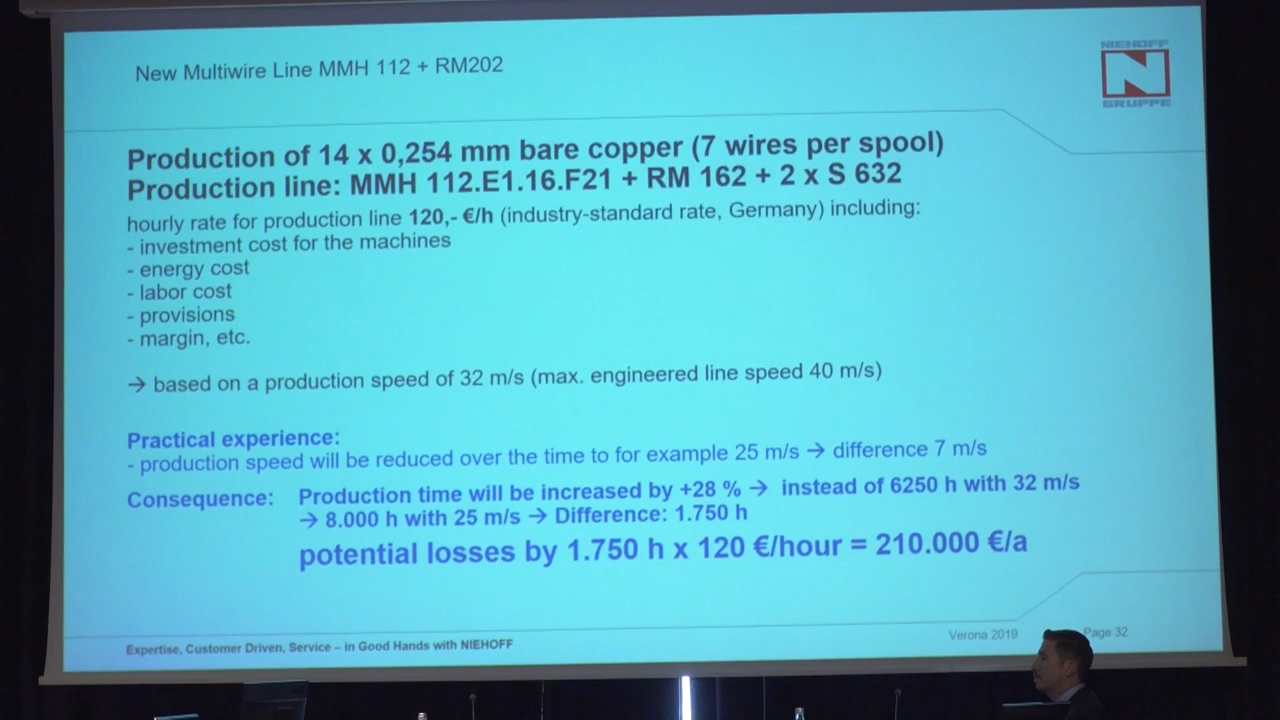 New Multiwire Line MMH 112 + RM202
NIEHOFF
N
GRUPPE
Production of 14 x 0,254 mm bare copper (7 wires per spool)
Production line: MMH 112.E1.16.F21 + RM 162 + 2 x S 632
hourly rate for production line 120,- €/h (industry-standard rate, Germany) including:
- investment cost for the machines
- energy cost
- labor cost
- provisions
- margin, etc.
→ based on a production speed of 32 m/s (max. engineered line speed 40 m/s)
Practical experience:
- production speed will be reduced over the time to for example 25 m/s → difference 7 m/s
Consequence: Production time will be increased by +28 % → instead of 6250 h with 32 m/s
→ 8.000 h with 25 m/s → Difference: 1.750 h
potential losses by 1.750 h x 120 €/hour = 210.000 €/a
Expertise, Customer Driven, Service – in Good Hands with NIEHOFF
Verona 2019
Page 32